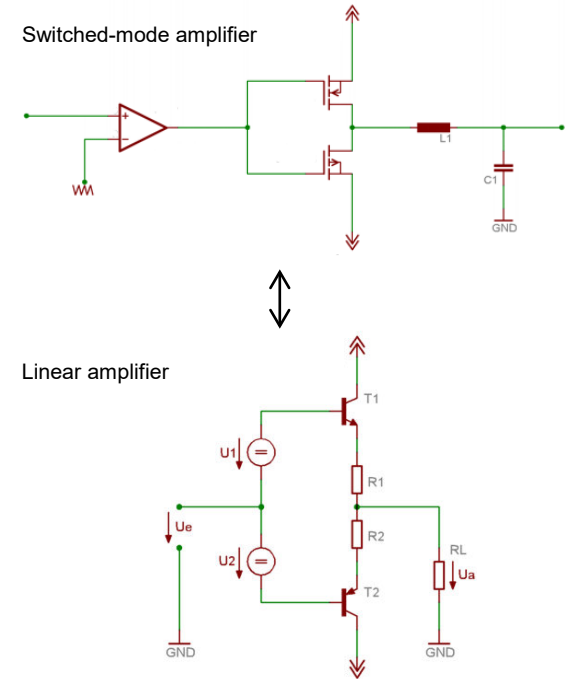 Switched-mode amplifier
+
−
L1
C1
GND
Linear amplifier
T1
U1
R1
Ue
R2
U2
RL
Ua
T2
GND
GND